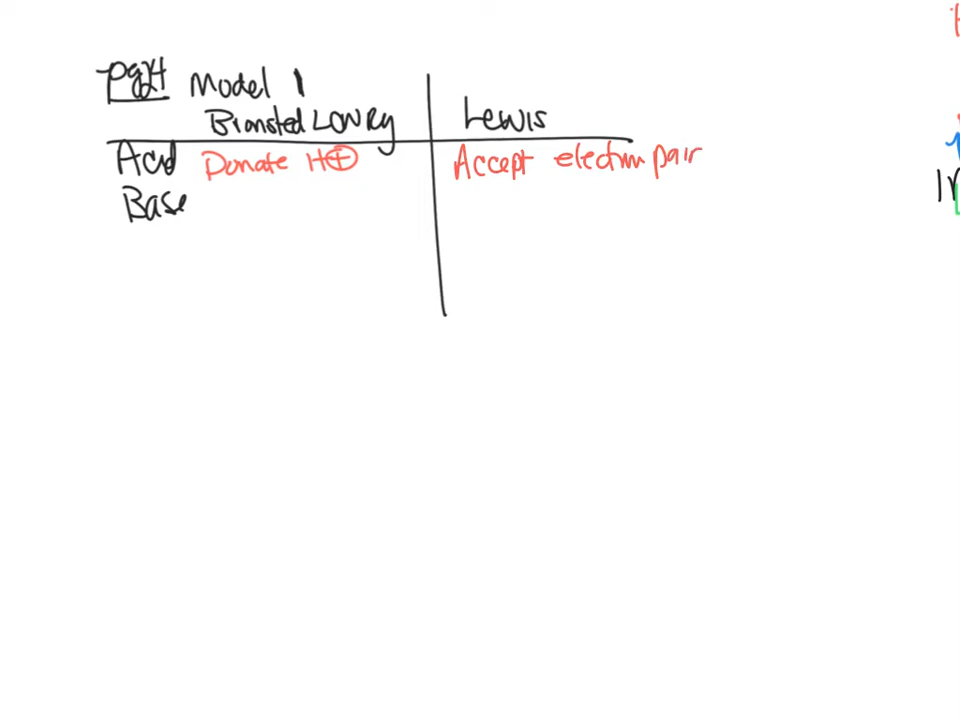 pg24 Model 1
Bronsted LOWRy Lewis
Acid Donate H⊕ Accept electron pair
Base